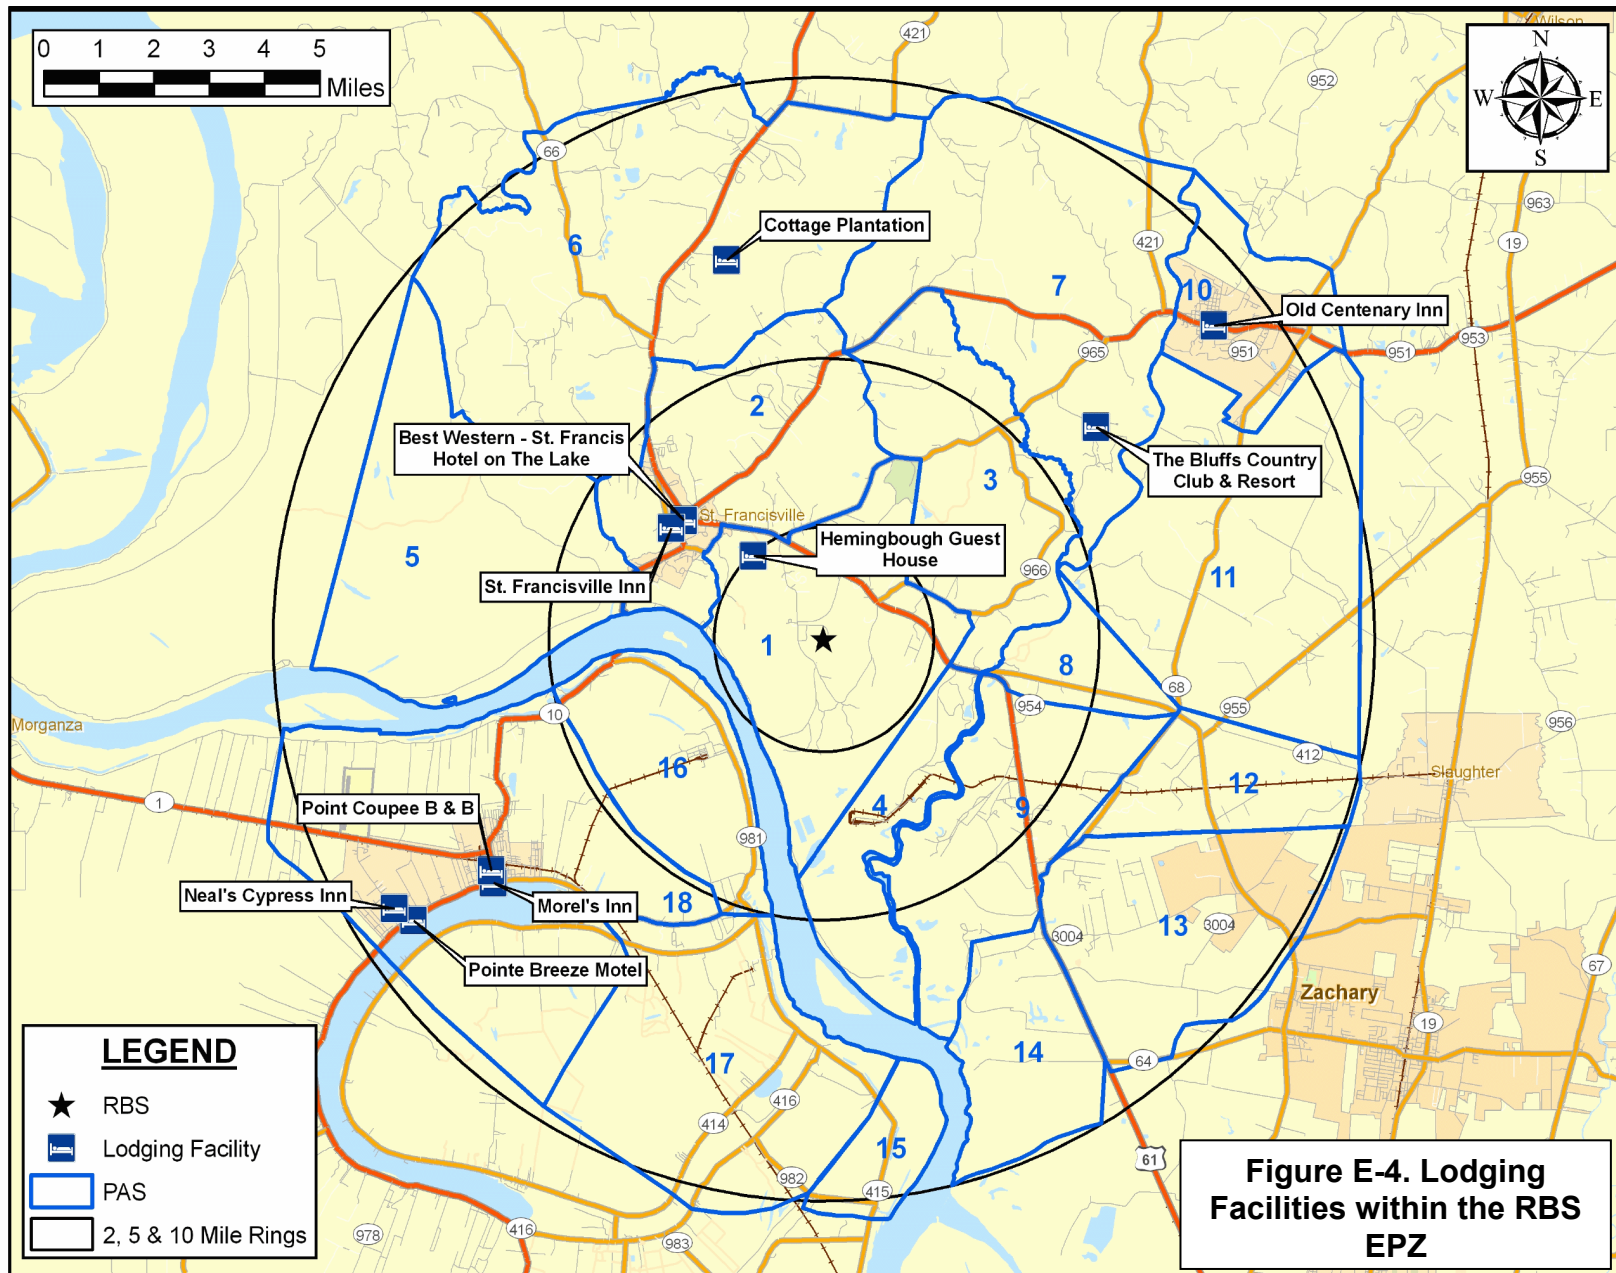 0 1 2 3 4 5
Miles
421
Wilson
N
W E
S
952
66
963
19
Cottage Plantation
6
421
7
10
Old Centenary Inn
965
951
951
953
2
Best Western - St. Francis
Hotel on The Lake
The Bluffs Country
Club & Resort
3
955
St. Francisville
5
Hemingbough Guest
House
St. Francisville Inn
966
11
1
8
68
954
955
Morganza
10
956
412
16
Slaughter
12
1
Point Coupee B & B
4
9
981
Neal's Cypress Inn
Morel's Inn
18
13
3004
3004
Pointe Breeze Motel
67
Zachary
19
LEGEND
RBS
Lodging Facility
PAS
2, 5 & 10 Mile Rings
17
14
64
416
414
15
61
982
415
416
978
983
Figure E-4. Lodging
Facilities within the RBS
EPZ